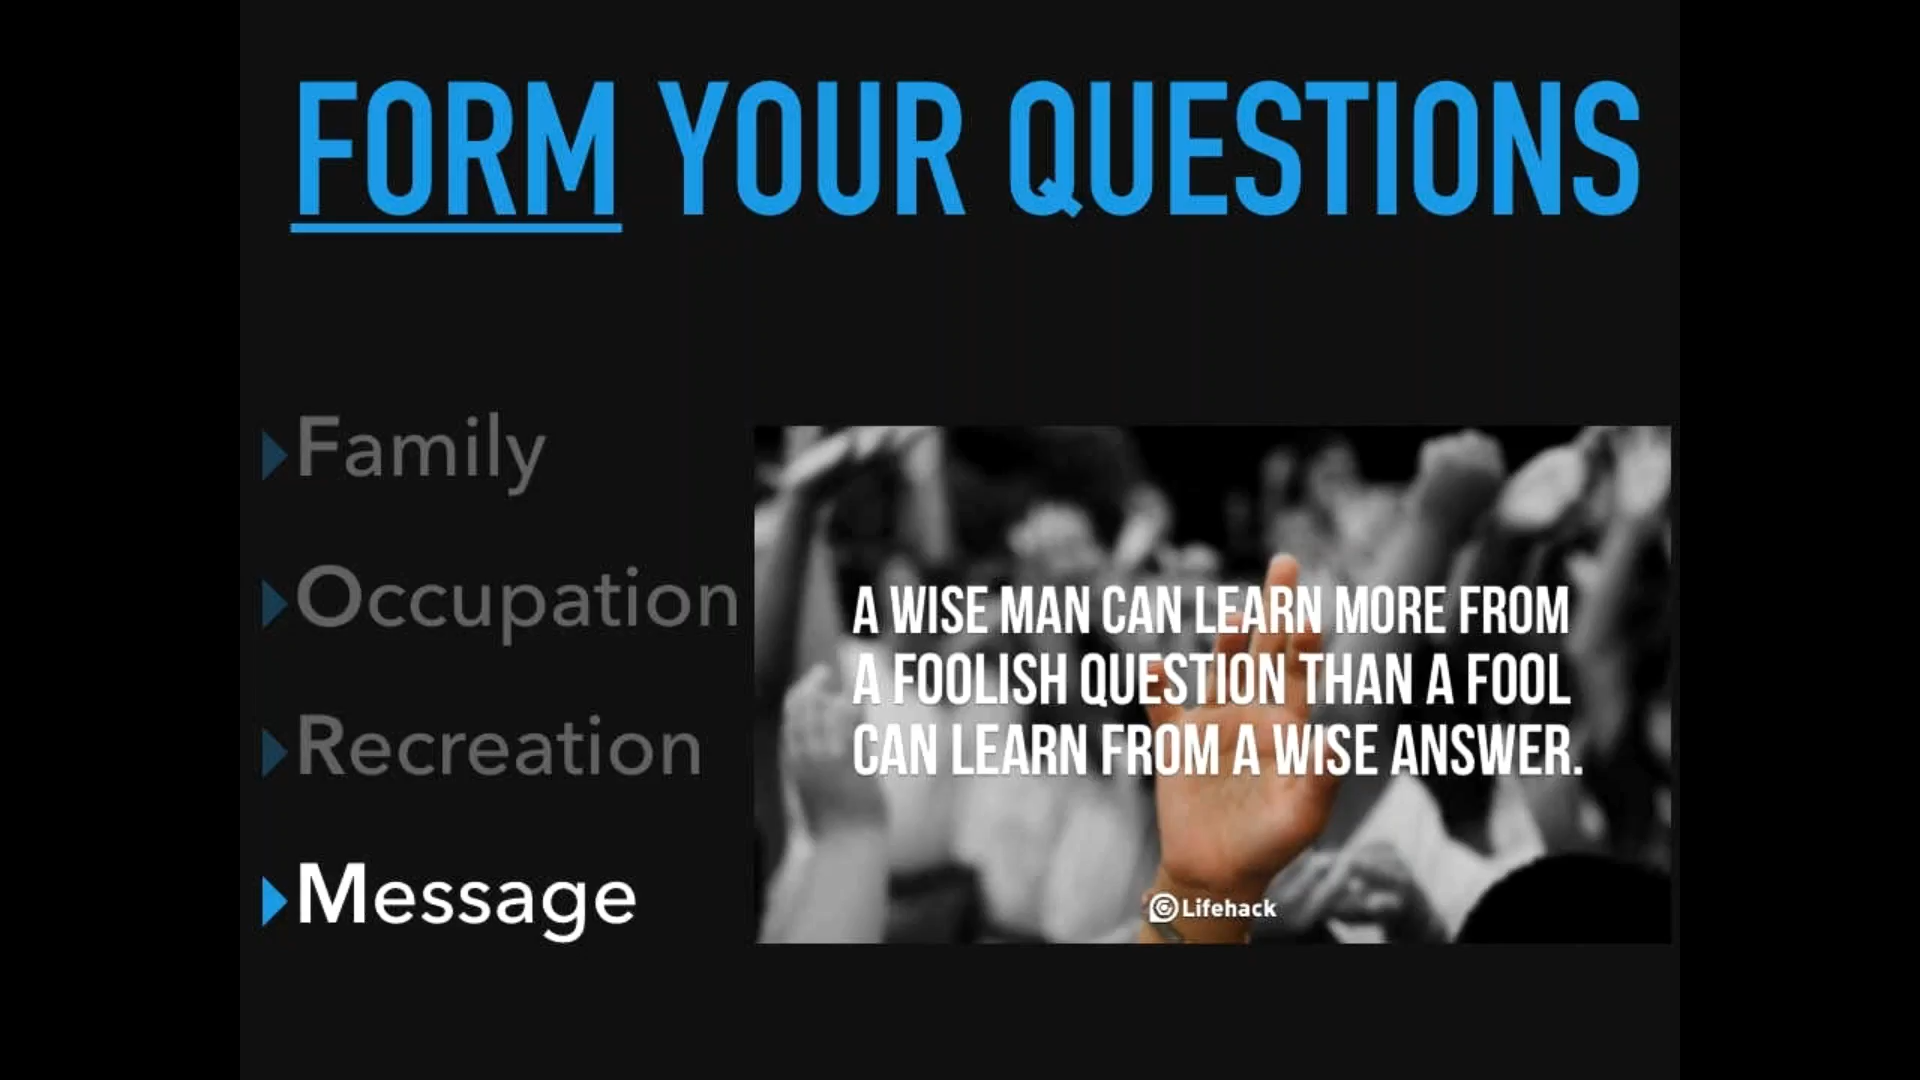 FORM YOUR QUESTIONS
Family
Occupation
Recreation
Message
A WISE MAN CAN LEARN MORE FROM
A FOOLISH QUESTION THAN A FOOL
CAN LEARN FROM A WISE ANSWER.
Lifehack